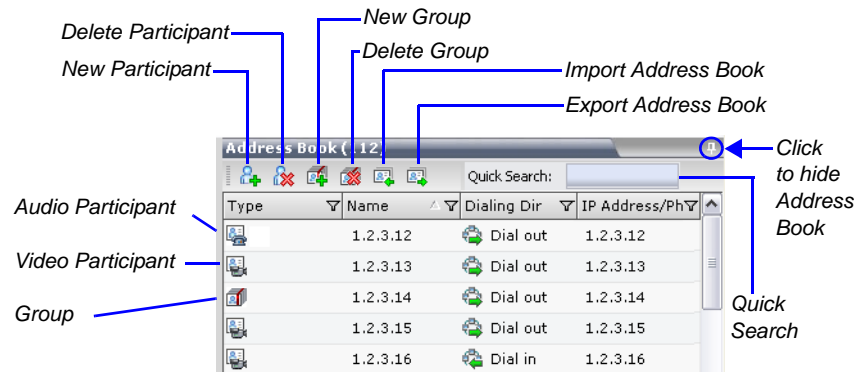 New Group
Delete Participant
Delete Group
New Participant
Import Address Book
Export Address Book
Address Book (112)
Click
to hide
Address
Book
Quick Search:
Type Name Dialing Dir IP Address/Ph
Audio Participant
1.2.3.12 Dial out 1.2.3.12
Video Participant
1.2.3.13 Dial out 1.2.3.13
Group
1.2.3.14 Dial out 1.2.3.14
Quick
Search
1.2.3.15 Dial out 1.2.3.15
1.2.3.16 Dial in 1.2.3.16